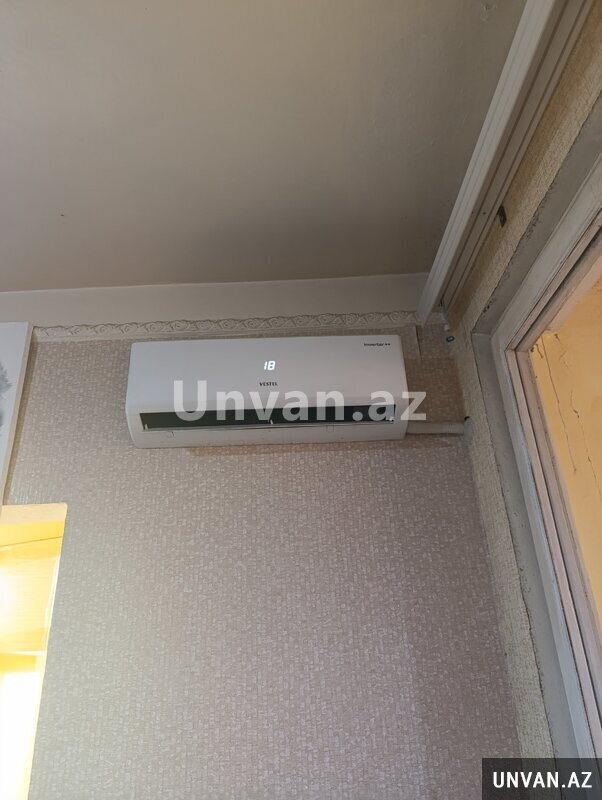 Inverter++
18
VESTEL
Unvan.az
UNVAN.AZ